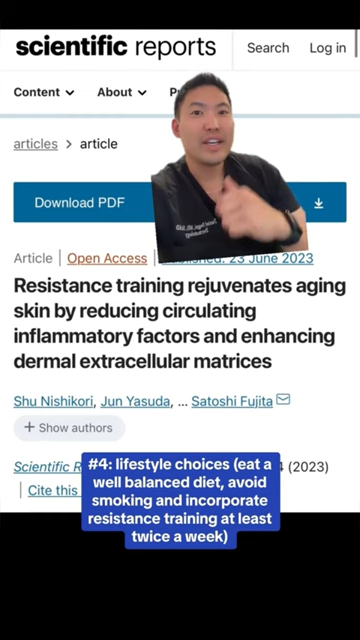 scientific reports
Search
Log in
Content
About
articles > article
Download PDF
Article | Open Access | Published: 23 June 2023
Resistance training rejuvenates aging
skin by reducing circulating
inflammatory factors and enhancing
dermal extracellular matrices
Shu Nishikori, Jun Yasuda, ... Satoshi Fujita
+ Show authors
Scientific R
4 (2023)
| Cite this
#4: lifestyle choices (eat a
well balanced diet, avoid
smoking and incorporate
resistance training at least
twice a week)